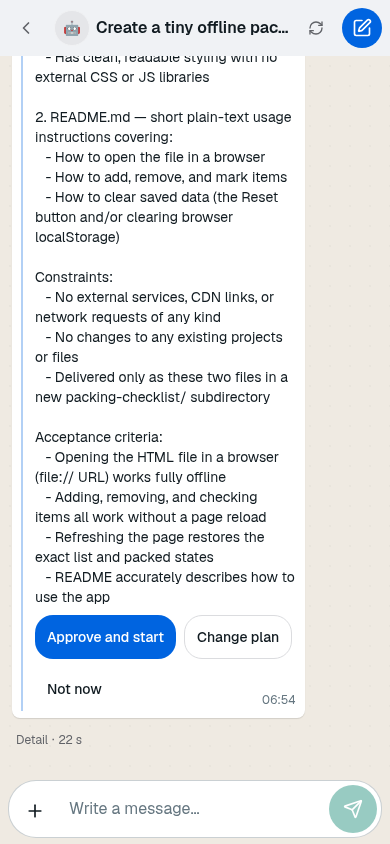 Create a tiny offline pac...
- Has clean, readable styling with no
external CSS or JS libraries
2. README.md — short plain-text usage
instructions covering:
- How to open the file in a browser
- How to add, remove, and mark items
- How to clear saved data (the Reset
button and/or clearing browser
localStorage)
Constraints:
- No external services, CDN links, or
network requests of any kind
- No changes to any existing projects
or files
- Delivered only as these two files in a
new packing-checklist/ subdirectory
Acceptance criteria:
- Opening the HTML file in a browser
(file:// URL) works fully offline
- Adding, removing, and checking
items all work without a page reload
- Refreshing the page restores the
exact list and packed states
- README accurately describes how to
use the app
Approve and start
Change plan
Not now
06:54
Detail · 22 s
Write a message...